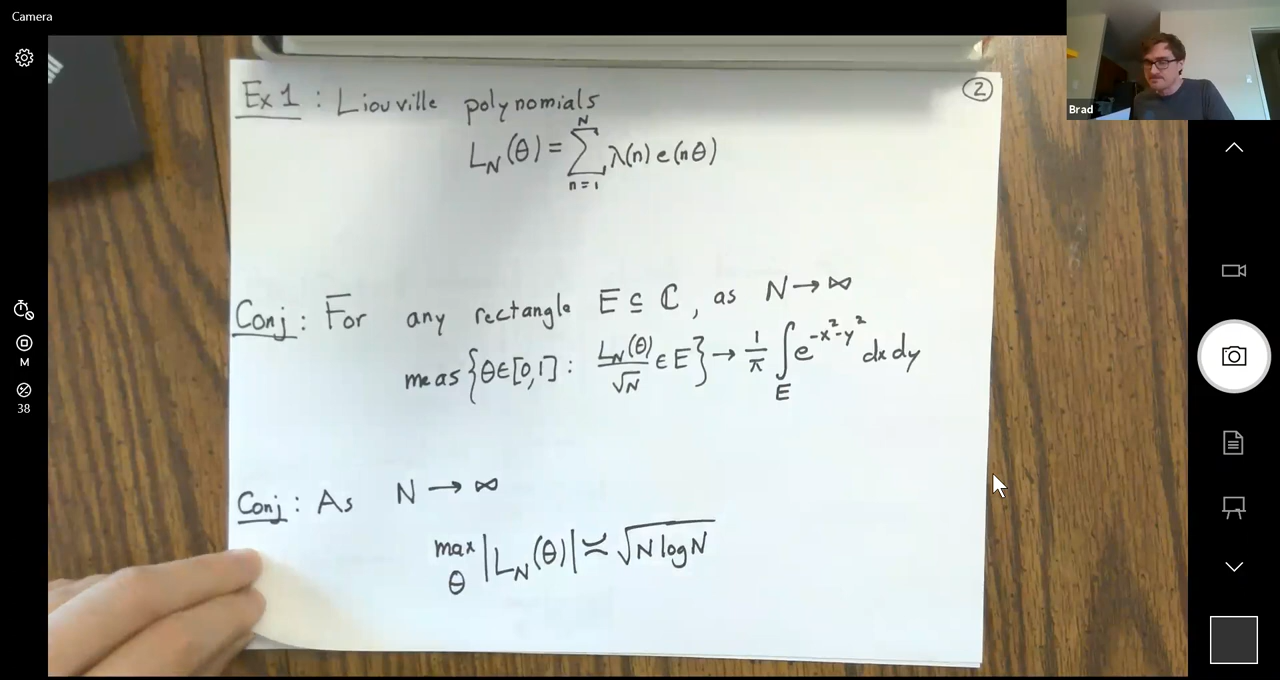 Camera
Brad
M
38
Ex 1 : Liouville polynomials
②
L_N(θ) = ∑_{n=1}^{N} λ(n) e(nθ)
Conj : For any rectangle E ⊆ ℂ, as N → ∞
meas {θ∈[0,1] : L_N(θ)/√N ∈ E} → 1/π ∫_E e^{-x²-y²} dx dy
Conj : As N → ∞
max_θ |L_N(θ)| ≍ √(N log N)